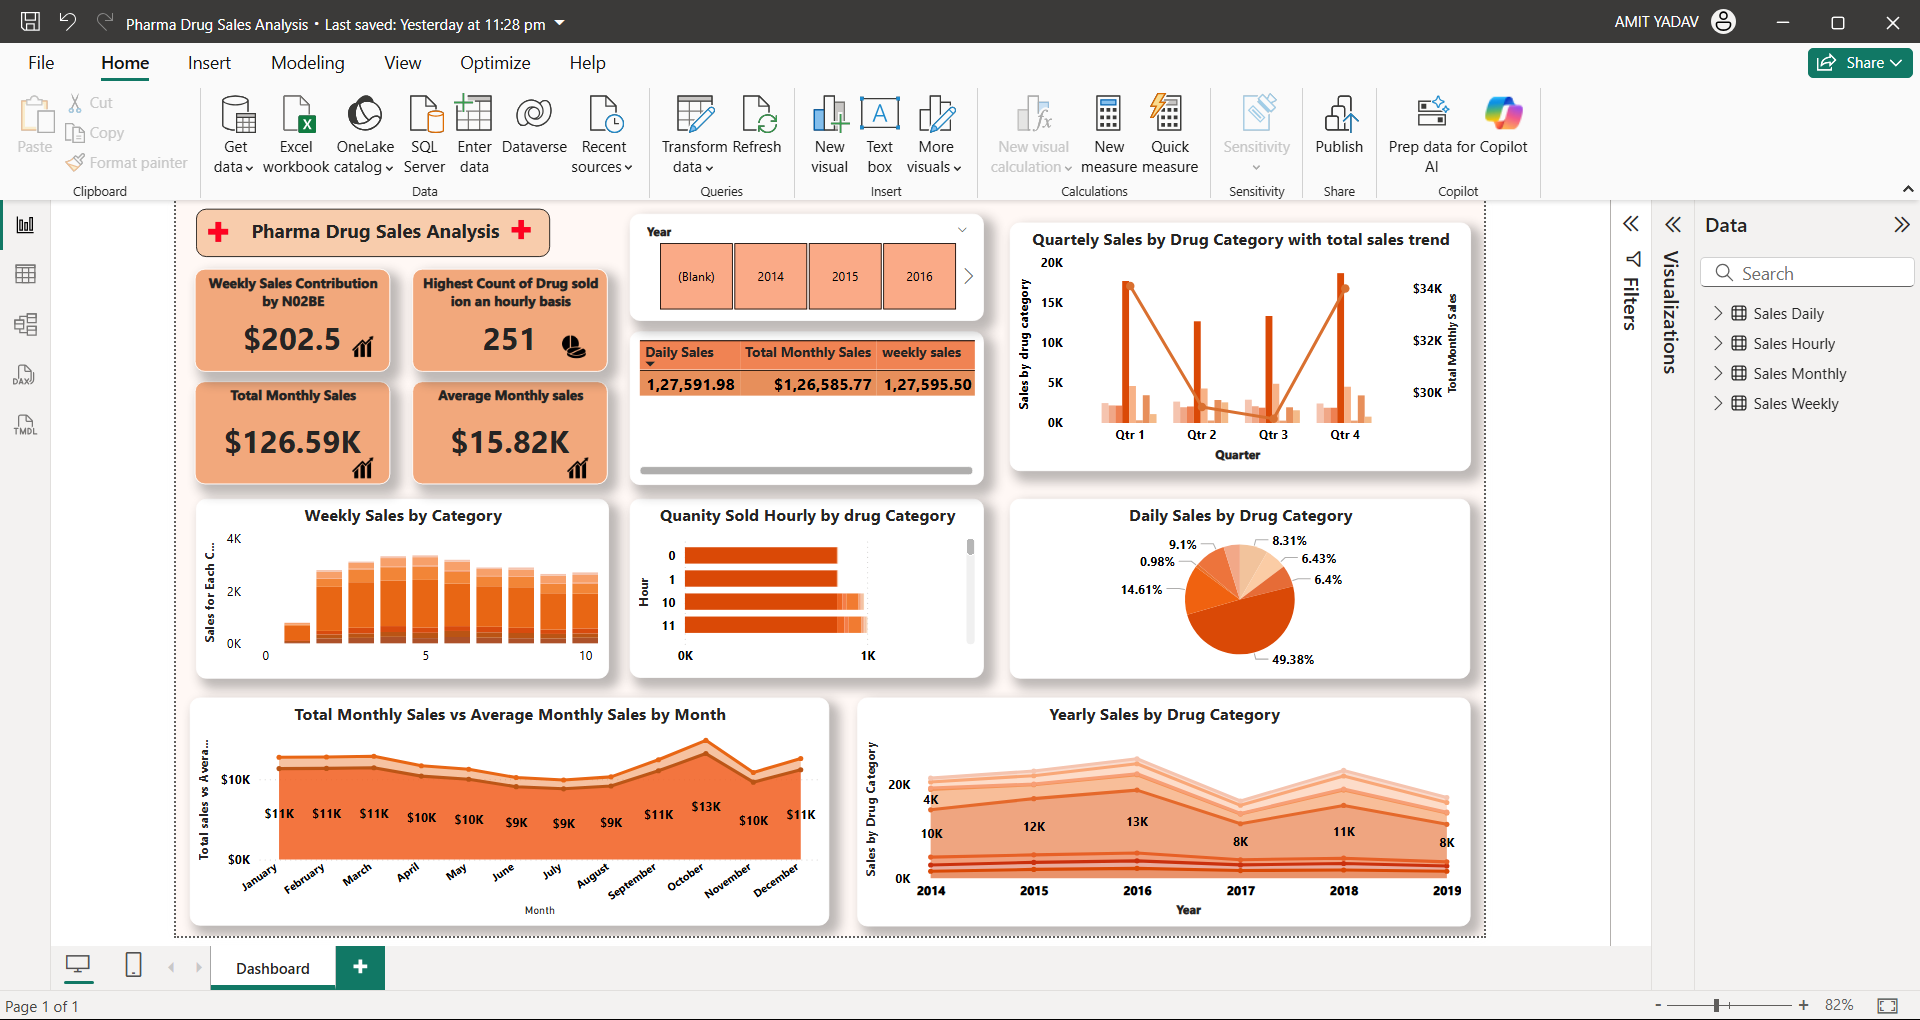 Pharma Drug Sales Analysis • Last saved: Yesterday at 11:28 pm
AMIT YADAV
File
Home
Insert
Modeling
View
Optimize
Help
Share
Paste
Cut
Copy
Format painter
Clipboard
Get
data
Excel
workbook
OneLake
catalog
SQL
Server
Enter
data
Dataverse
Recent
sources
Data
Transform
data
Refresh
Queries
New
visual
Text
box
More
visuals
Insert
New visual
calculation
New
measure
Quick
measure
Calculations
Sensitivity
Sensitivity
Publish
Share
Prep data for
AI
Copilot
Copilot
DAX
TMDL
Pharma Drug Sales Analysis
Weekly Sales Contribution
by N02BE
$202.5
Highest Count of Drug sold
ion an hourly basis
251
Total Monthly Sales
$126.59K
Average Monthly sales
$15.82K
Year
(Blank)
2014
2015
2016
Daily Sales Total Monthly Sales weekly sales
1,27,591.98 $1,26,585.77 1,27,595.50
Quartely Sales by Drug Category with total sales trend
Sales by drug category
20K
15K
10K
5K
0K
$34K
$32K
$30K
Total Monthly Sales
Qtr 1 Qtr 2 Qtr 3 Qtr 4
Quarter
Weekly Sales by Category
Sales for Each C...
4K
2K
0K
0 5 10
Quanity Sold Hourly by drug Category
Hour
0
1
10
11
0K 1K
Daily Sales by Drug Category
9.1%
0.98%
14.61%
8.31%
6.43%
6.4%
49.38%
Total Monthly Sales vs Average Monthly Sales by Month
Total sales vs Avera...
$10K
$0K
$11K $11K $11K $10K $10K $9K $9K $9K $11K $13K $10K $11K
January February March April May June July August September October November December
Month
Yearly Sales by Drug Category
Sales by Drug Category
20K
0K
4K
10K 12K 13K 8K 11K 8K
2014 2015 2016 2017 2018 2019
Year
Filters
Visualizations
Data
Search
Sales Daily
Sales Hourly
Sales Monthly
Sales Weekly
Dashboard
+
Page 1 of 1
- + 82%